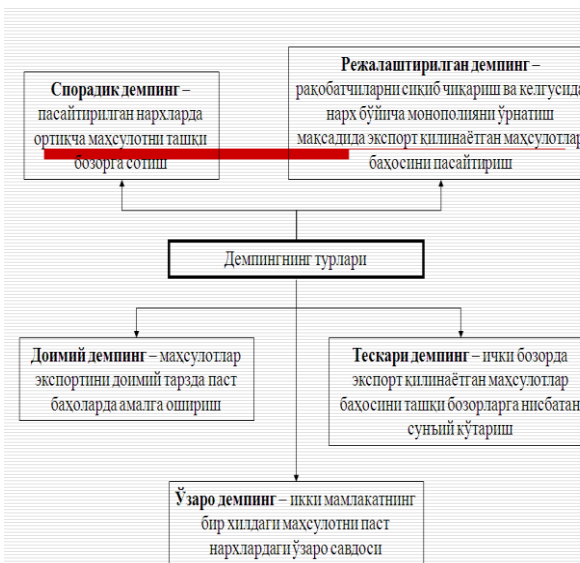 Спорадик демпинг –
пасайтирилган нархларда
ортиқча маҳсулотни ташқи
бозорга сотиш
Режалаштирилган демпинг –
рақобатчиларни сиқиб чиқариш ва келгусида
нарх бўйича монополияни ўрнатиш
мақсадида экспорт қилинаётган маҳсулотлар
баҳосини пасайтириш
Демпингнинг турлари
Доимий демпинг – маҳсулотлар
экспортини доимий тарзда паст
баҳоларда амалга ошириш
Тескари демпинг – ички бозорда
экспорт қилинаётган маҳсулотлар
баҳосини ташқи бозорларга нисбатан
сунъий кўтариш
Ўзаро демпинг – икки мамлакатнинг
бир хилдаги маҳсулотни паст
нархлардаги ўзаро савдоси